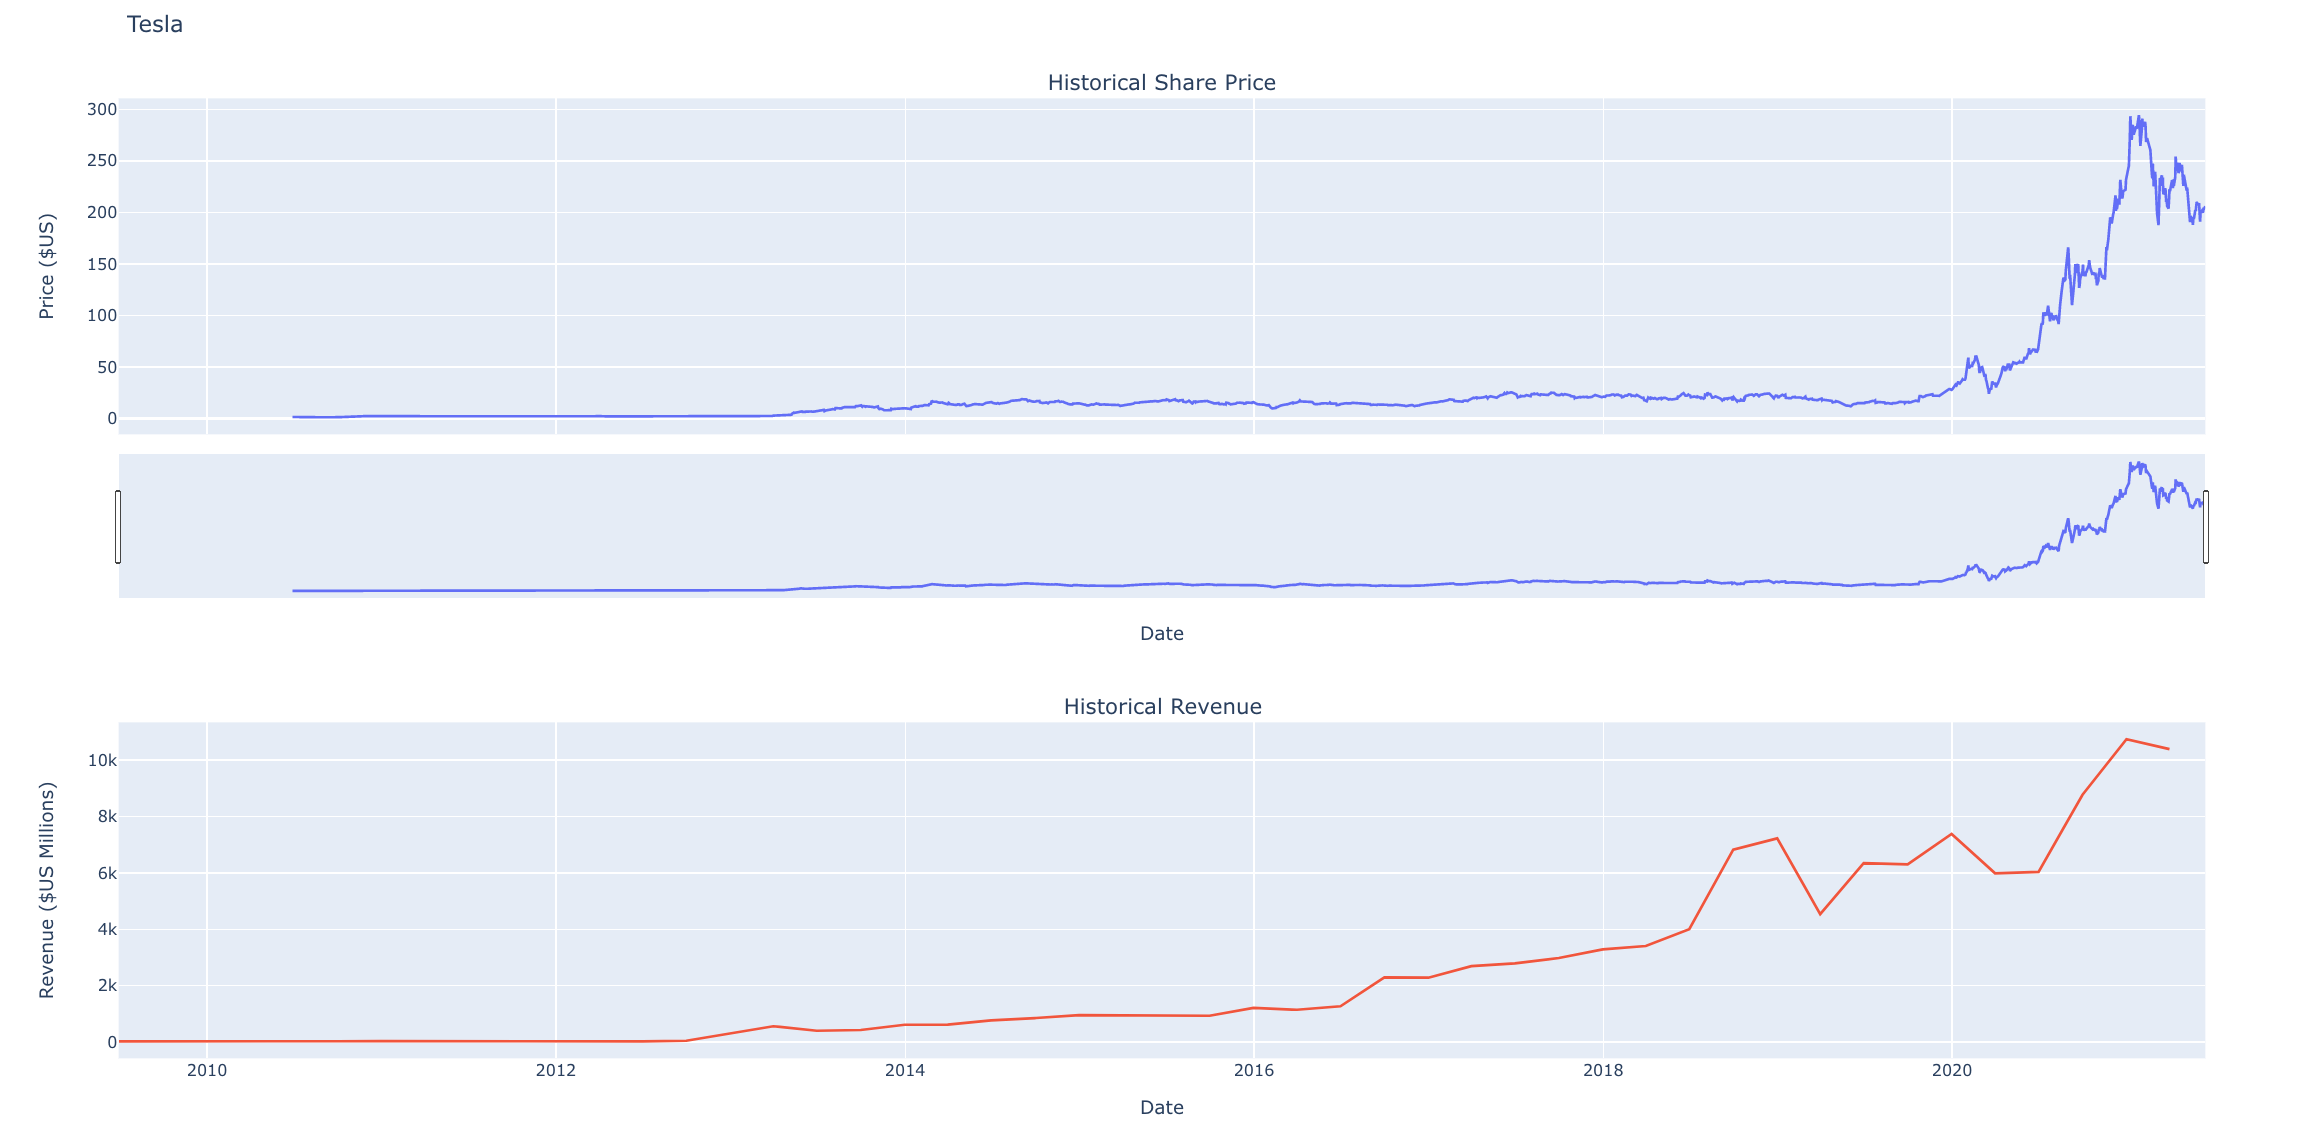 Tesla
Historical Share Price
300
250
200
150
100
50
0
Price ($US)
Date
Historical Revenue
10k
8k
6k
4k
2k
0
Revenue ($US Millions)
2010 2012 2014 2016 2018 2020
Date